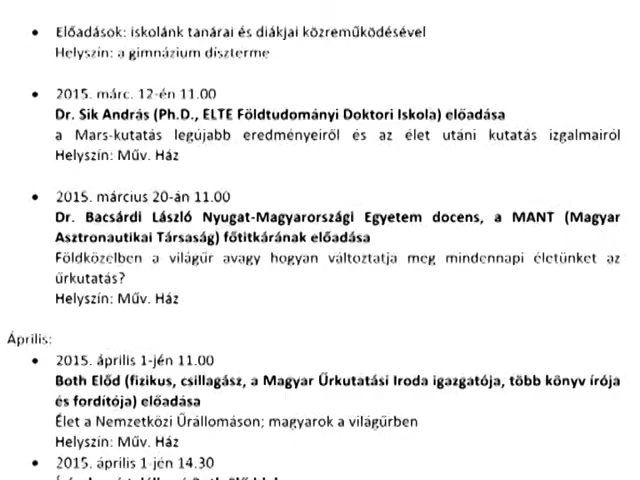 • Előadások: iskolánk tanárai és diákjai közreműködésével
Helyszín: a gimnázium díszterme
• 2015. márc. 12-én 11.00
Dr. Sik András (Ph.D., ELTE Földtudományi Doktori Iskola) előadása
a Mars-kutatás legújabb eredményeiről és az élet utáni kutatás izgalmairól
Helyszín: Műv. Ház
• 2015. március 20-án 11.00
Dr. Bacsárdi László Nyugat-Magyarországi Egyetem docens, a MANT (Magyar
Asztronautikai Társaság) főtitkárának előadása
Földközelben a világűr avagy hogyan változtatja meg mindennapi életünket az
űrkutatás?
Helyszín: Műv. Ház
Április:
• 2015. április 1-jén 11.00
Both Előd (fizikus, csillagász, a Magyar Űrkutatási Iroda igazgatója, több könyv írója
és fordítója) előadása
Élet a Nemzetközi Űrállomáson; magyarok a világűrben
Helyszín: Műv. Ház
• 2015. április 1-jén 14.30